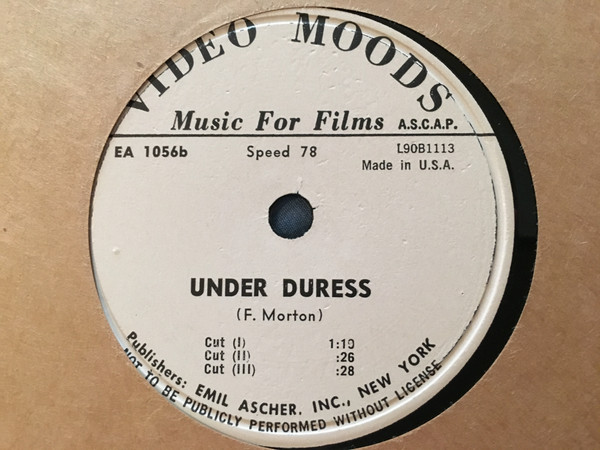 VIDEO MOODS
Music For Films A.S.C.A.P.
EA 1056b Speed 78 L90B1113
Made in U.S.A.
UNDER DURESS
(F. Morton)
Cut (I) 1:10
Cut (II) :26
Cut (III) :28
Publishers: EMIL ASCHER, INC., NEW YORK
NOT TO BE PUBLICLY PERFORMED WITHOUT LICENSE